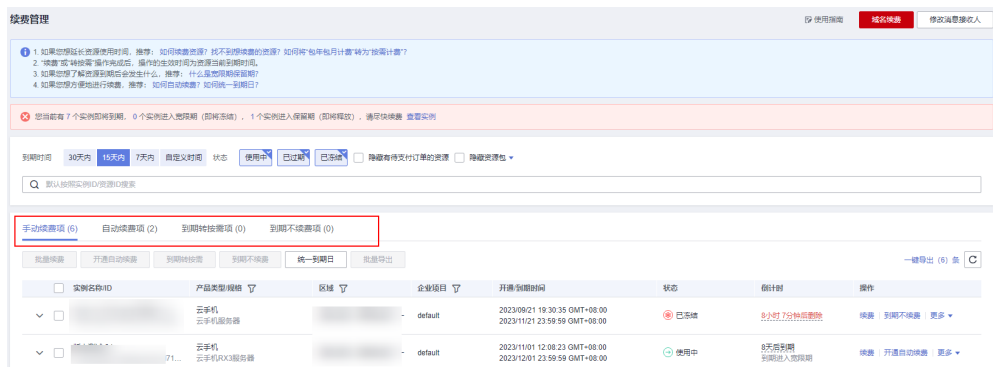 续费管理
使用指南
域名续费
修改消息接收人
1. 如果您想延长资源使用时间，推荐： 如何续费资源？ 找不到想续费的资源？ 如何将"包年包月计费"转为"按需计费"？
2. "续费"或"转按需"操作完成后，操作的生效时间为资源当前到期时间。
3. 如果您想了解资源到期后会发生什么，推荐： 什么是宽限期保留期？
4. 如果您想方便地进行续费，推荐： 如何自动续费？ 如何统一到期日？
您当前有 7 个实例即将到期， 0 个实例进入宽限期（即将冻结）， 1 个实例进入保留期（即将释放），请尽快续费 查看实例
到期时间 30天内 15天内 7天内 自定义时间 状态 使用中 已过期 已冻结 隐藏有待支付订单的资源 隐藏资源包
默认按照实例ID/资源ID搜索
手动续费项 (6) 自动续费项 (2) 到期转按需项 (0) 到期不续费项 (0)
批量续费 开通自动续费 到期转按需 到期不续费 统一到期日 批量导出 一键导出（6）条
实例名称/ID 产品类型/规格 区域 企业项目 开通/到期时间 状态 倒计时 操作
云手机
云手机服务器
- default
2023/09/21 19:30:35 GMT+08:00
2023/11/21 23:59:59 GMT+08:00
已冻结
8小时 7分钟后删除
续费 到期不续费 更多
71...
云手机
云手机RX3服务器
- default
2023/11/01 12:08:23 GMT+08:00
2023/12/01 23:59:59 GMT+08:00
使用中
8天后到期
到期进入宽限期
续费 开通自动续费 更多